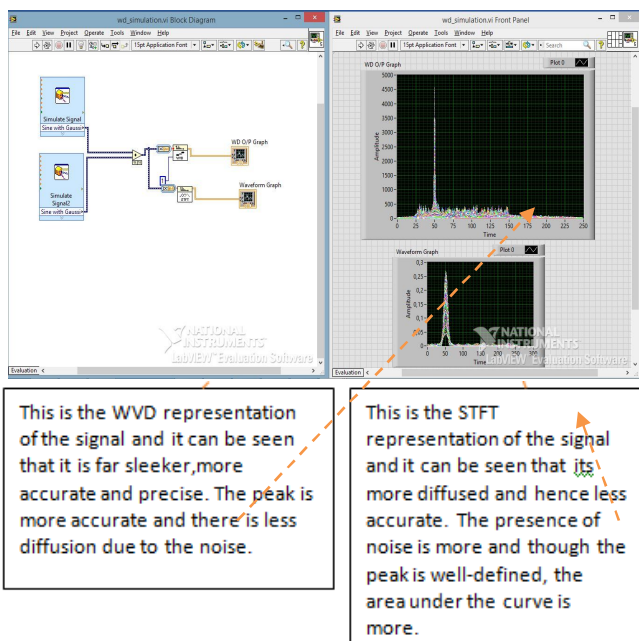 wd_simulation.vi Block Diagram
File Edit View Project Operate Tools Window Help
15pt Application Font
Simulate Signal
Sine with Gaussi
Simulate
Signal2
Sine with Gaussi
WD O/P Graph
Waveform Graph
NATIONAL
INSTRUMENTS
LabVIEW Evaluation Software
Evaluation
wd_simulation.vi Front Panel
File Edit View Project Operate Tools Window Help
15pt Application Font
Search
WD O/P Graph
Plot 0
5000
4500
4000
3500
3000
2500
2000
1500
1000
500
0
Amplitude
0 25 50 75 100 125 150 175 200 225 250
Time
Waveform Graph
Plot 0
0,3
0,25
0,2
0,15
0,1
0,05
0
Amplitude
0 50 100 150 200
Time
NATIONAL
INSTRUMENTS
LabVIEW Evaluation Software
Evaluation
This is the WVD representation
of the signal and it can be seen
that it is far sleeker,more
accurate and precise. The peak is
more accurate and there is less
diffusion due to the noise.
This is the STFT
representation of the signal
and it can be seen that its
more diffused and hence less
accurate. The presence of
noise is more and though the
peak is well-defined, the
area under the curve is
more.